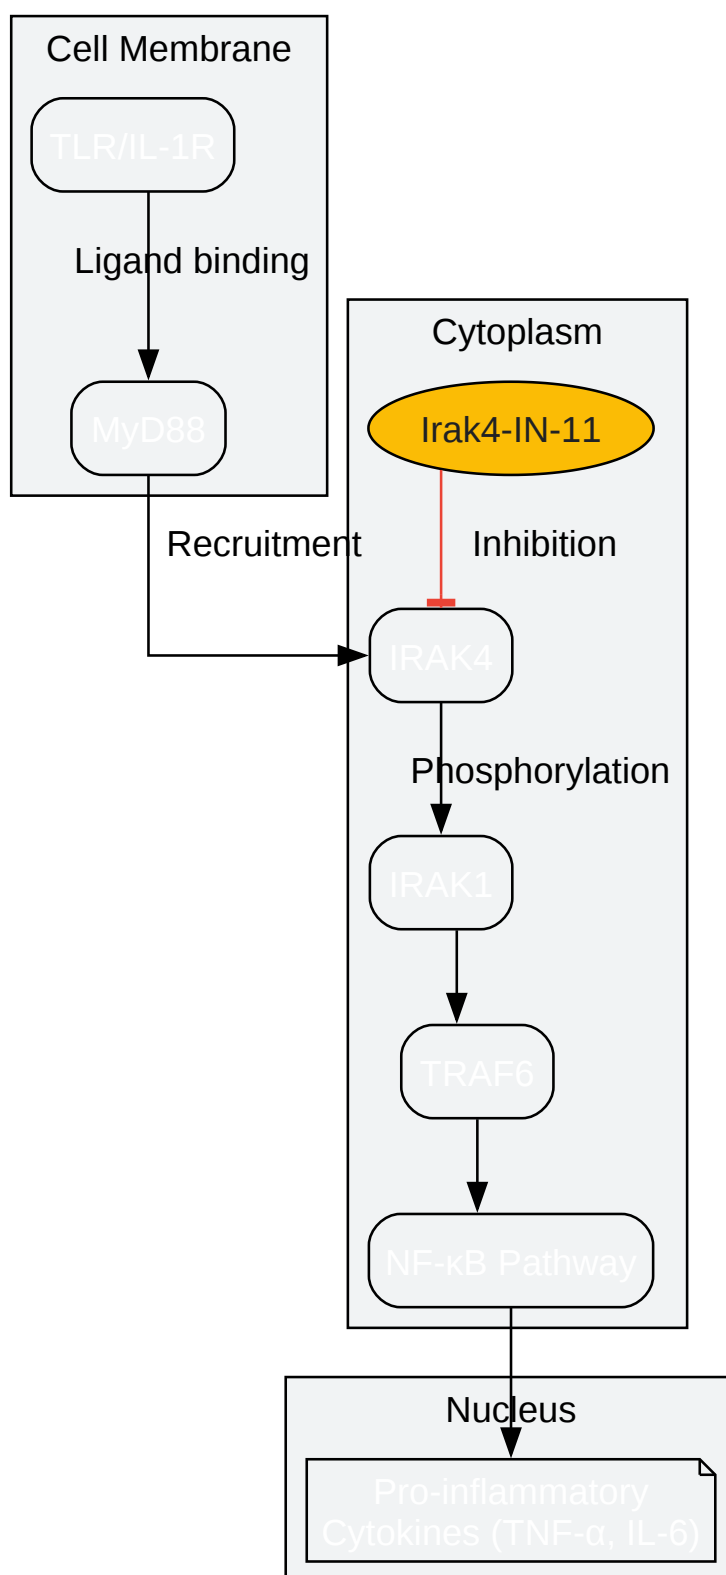 Cell Membrane
TLR/IL-1R
Ligand binding
MyD88
Recruitment
Cytoplasm
Irak4-IN-11
Inhibition
IRAK4
Phosphorylation
IRAK1
TRAF6
NF-κB Pathway
Nucleus
Pro-inflammatory
Cytokines (TNF-α, IL-6)